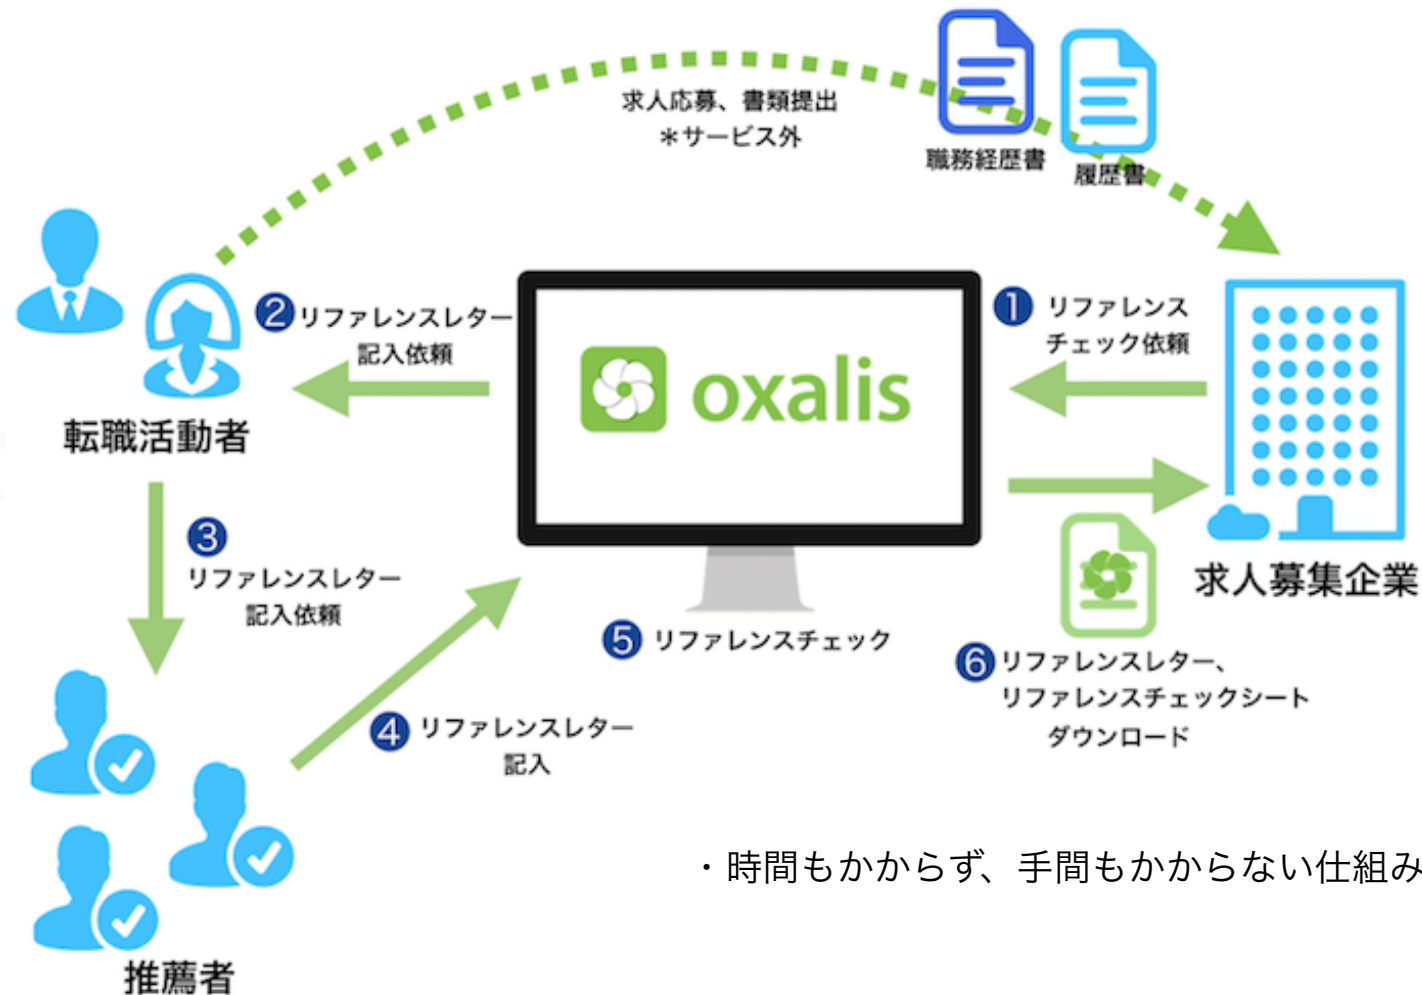 求人応募、書類提出
＊サービス外
職務経歴書
履歴書
❷リファレンスレター
記入依頼
❶ リファレンス
チェック依頼
oxalis
転職活動者
❸
リファレンスレター
記入依頼
求人募集企業
❺ リファレンスチェック
❻リファレンスレター、
リファレンスチェックシート
ダウンロード
❹ リファレンスレター
記入
・時間もかからず、手間もかからない仕組み
推薦者